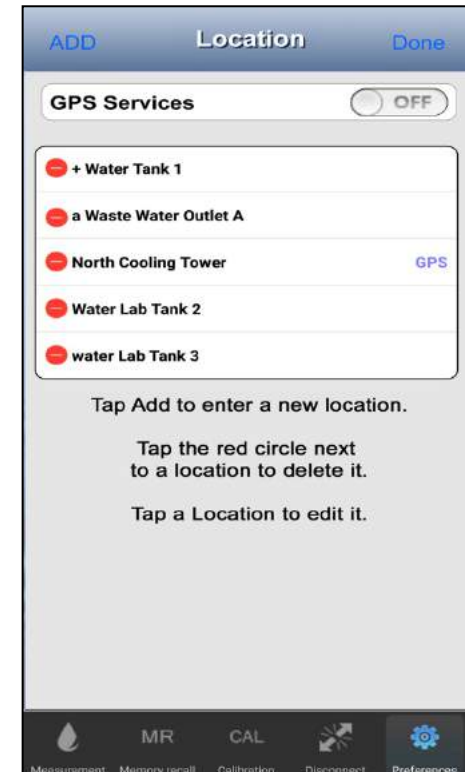 ADD Location Done
GPS Services OFF
+ Water Tank 1
a Waste Water Outlet A
North Cooling Tower GPS
Water Lab Tank 2
water Lab Tank 3
Tap Add to enter a new location.
Tap the red circle next
to a location to delete it.
Tap a Location to edit it.
MR CAL
Measurement Memory recall Calibration Disconnect Preferences